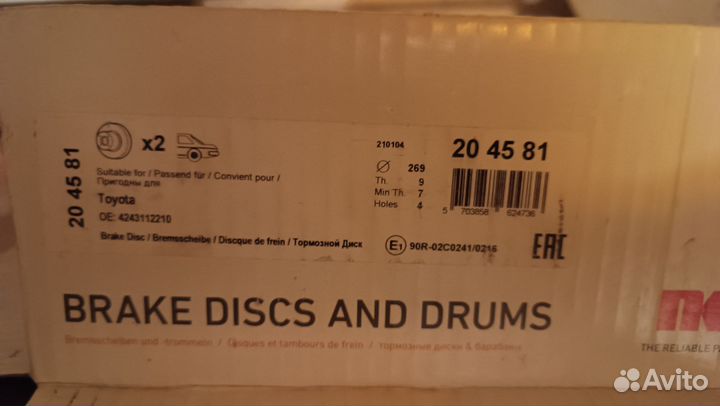 20 45 81
x2
Suitable for / Passend für / Convient pour /
Пригодны для
Toyota
OE: 4243112210
Brake Disc / Bremsscheibe / Discque de frein / Тормозной Диск
210104
20 45 81
269
Th. 9
Min Th. 7
Holes 4
5 703858 624736
E1 90R-02C0241/0216
EAC
BRAKE DISCS AND DRUMS
Bremsscheiben und -trommeln / Disques et tambours de frein / тормозные диски & барабаны
THE RELIABLE
Avito